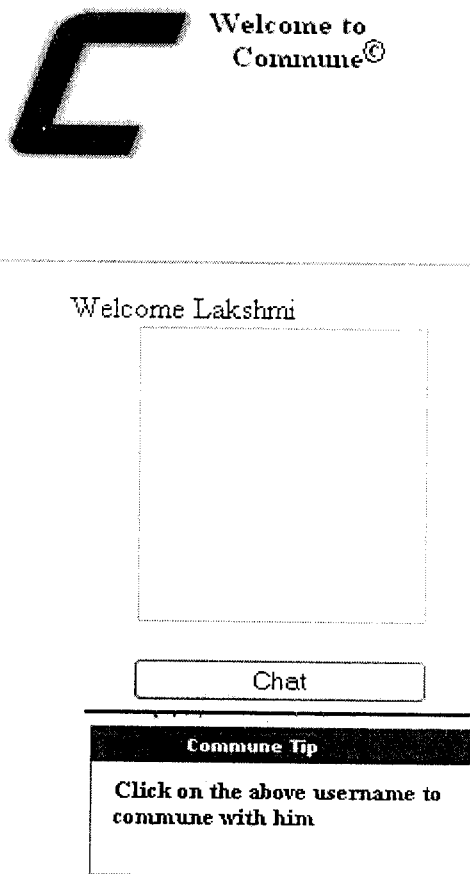 Welcome to
Commune©
Welcome Lakshmi
Chat
Commune Tip
Click on the above username to
commune with him